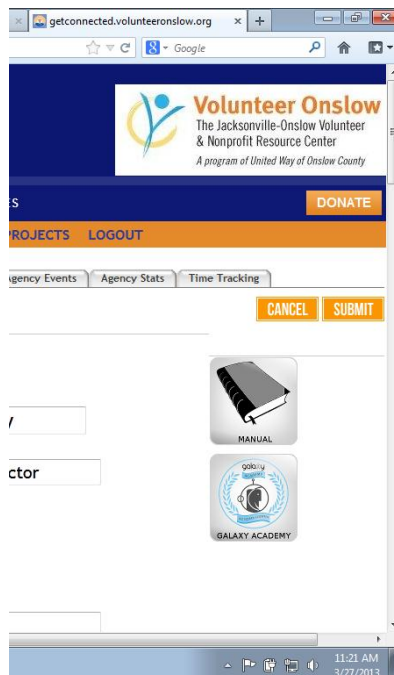 getconnected.volunteeronslow.org
Google
Volunteer Onslow
The Jacksonville-Onslow Volunteer
& Nonprofit Resource Center
A program of United Way of Onslow County
ES
DONATE
PROJECTS LOGOUT
Agency Events Agency Stats Time Tracking
CANCEL SUBMIT
MANUAL
y
ctor
galaxy
GALAXY ACADEMY
11:21 AM
3/27/2013